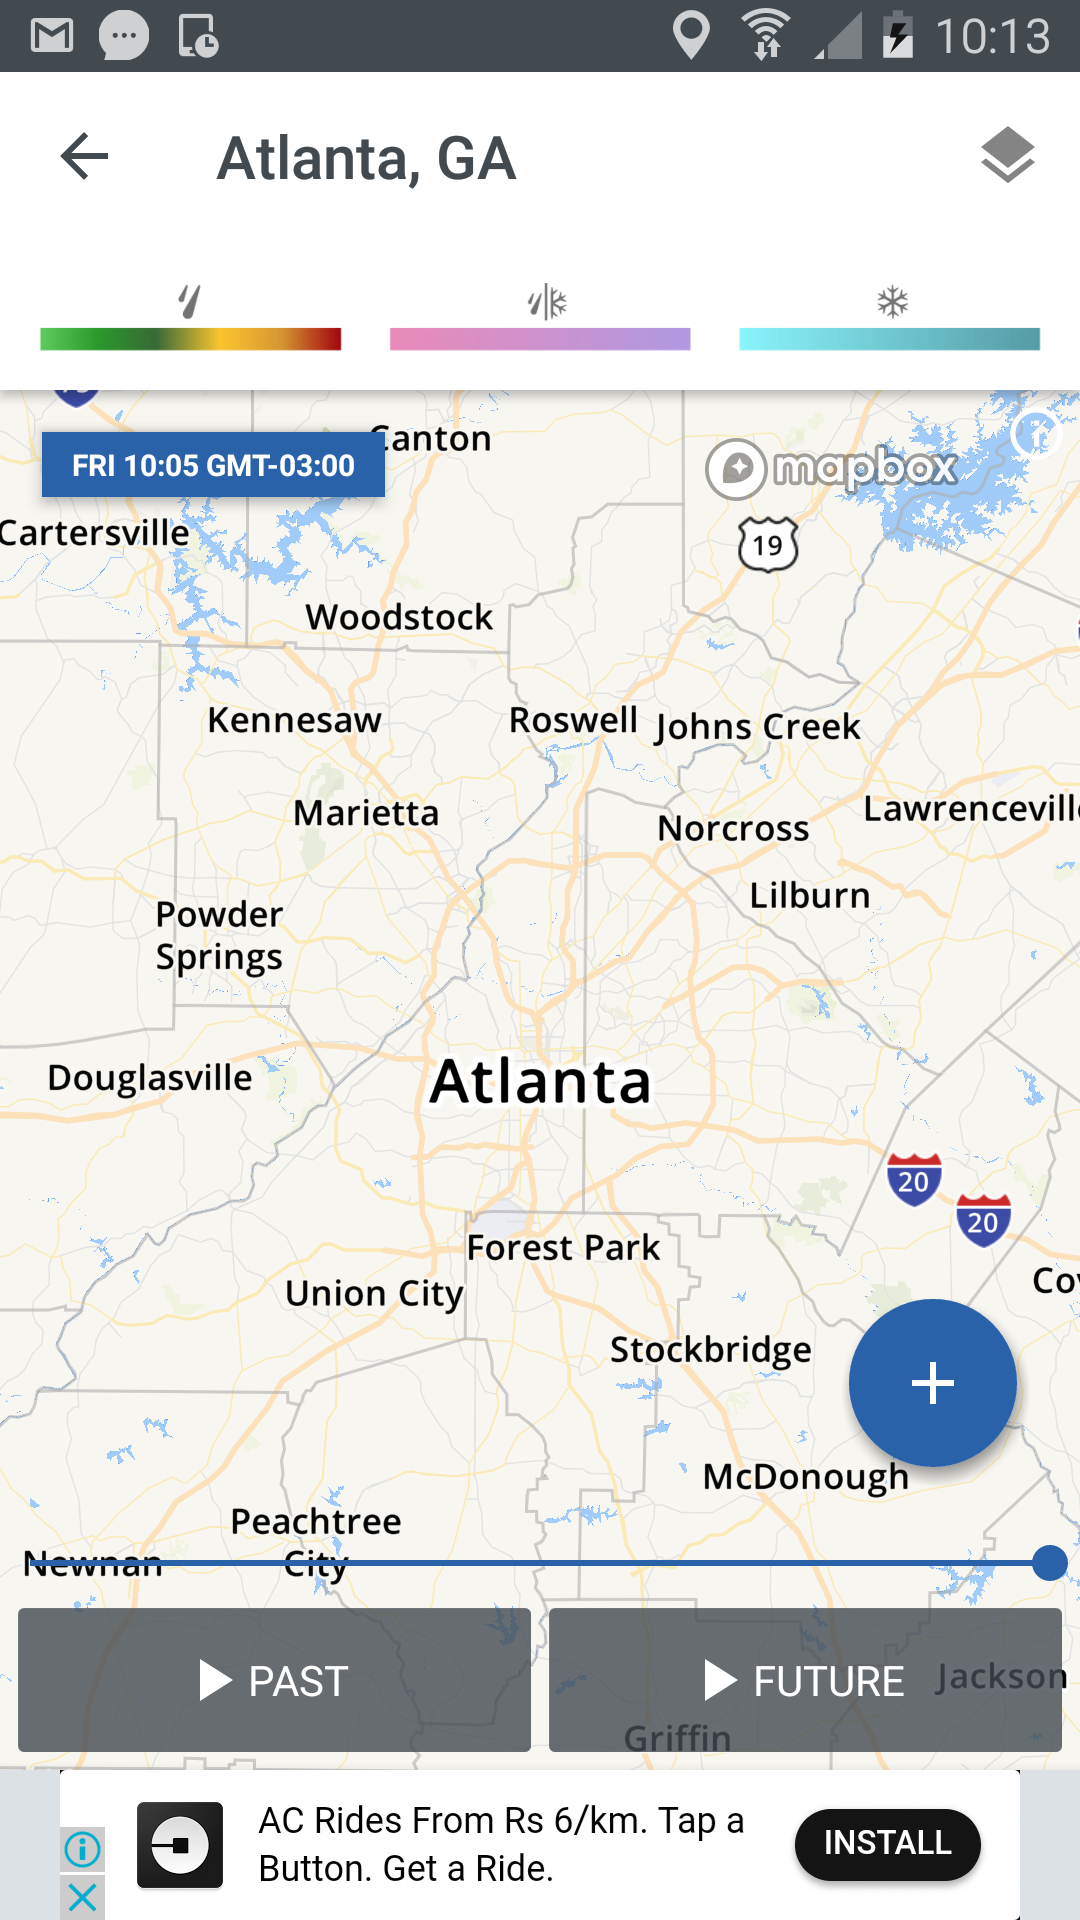 10:13
Atlanta, GA
Canton
FRI 10:05 GMT-03:00
mapbox
Cartersville
19
Woodstock
Kennesaw
Roswell
Johns Creek
Marietta
Lawrenceville
Norcross
Lilburn
Powder
Springs
Douglasville
Atlanta
20
20
Forest Park
Union City
Stockbridge
McDonough
Peachtree
City
Newnan
PAST
FUTURE
Jackson
Griffin
AC Rides From Rs 6/km. Tap a
Button. Get a Ride.
INSTALL